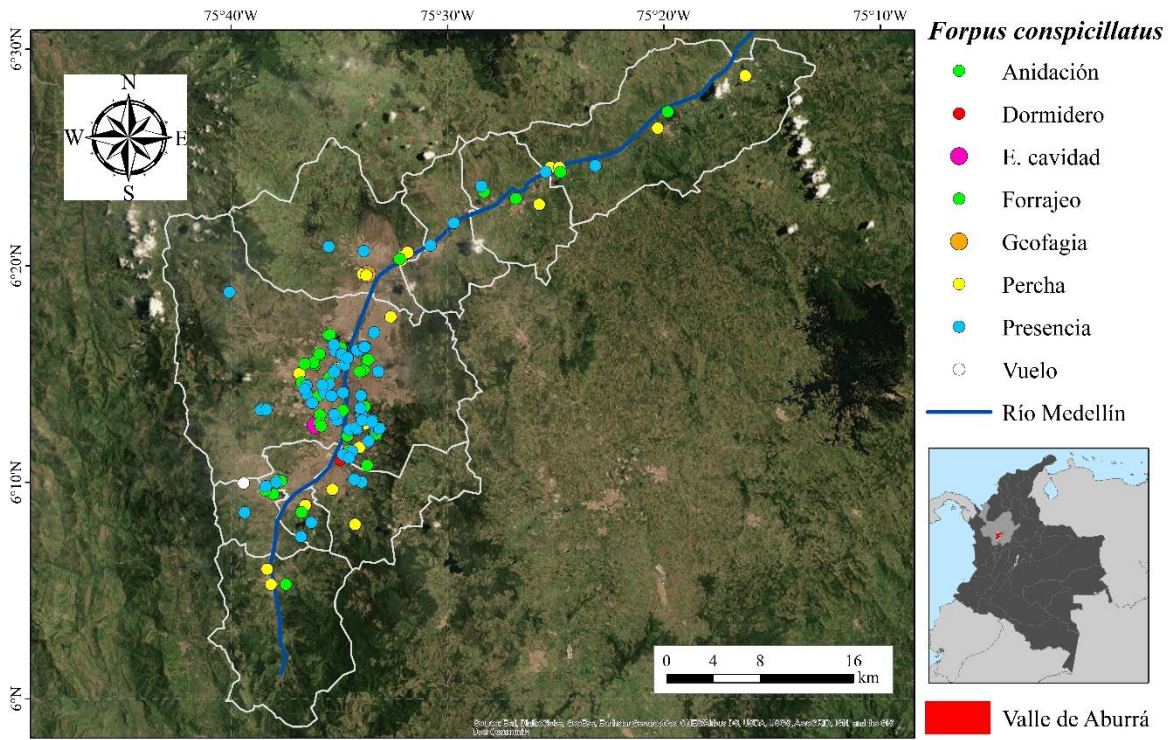 75°40'W 75°30'W 75°20'W 75°10'W
6°30'N
6°20'N
6°10'N
6°N
N
W E
S
0 4 8 16
km
Forpus conspicillatus
Anidación
Dormidero
E. cavidad
Forrajeo
Geofagia
Percha
Presencia
Vuelo
Río Medellín
Valle de Aburrá